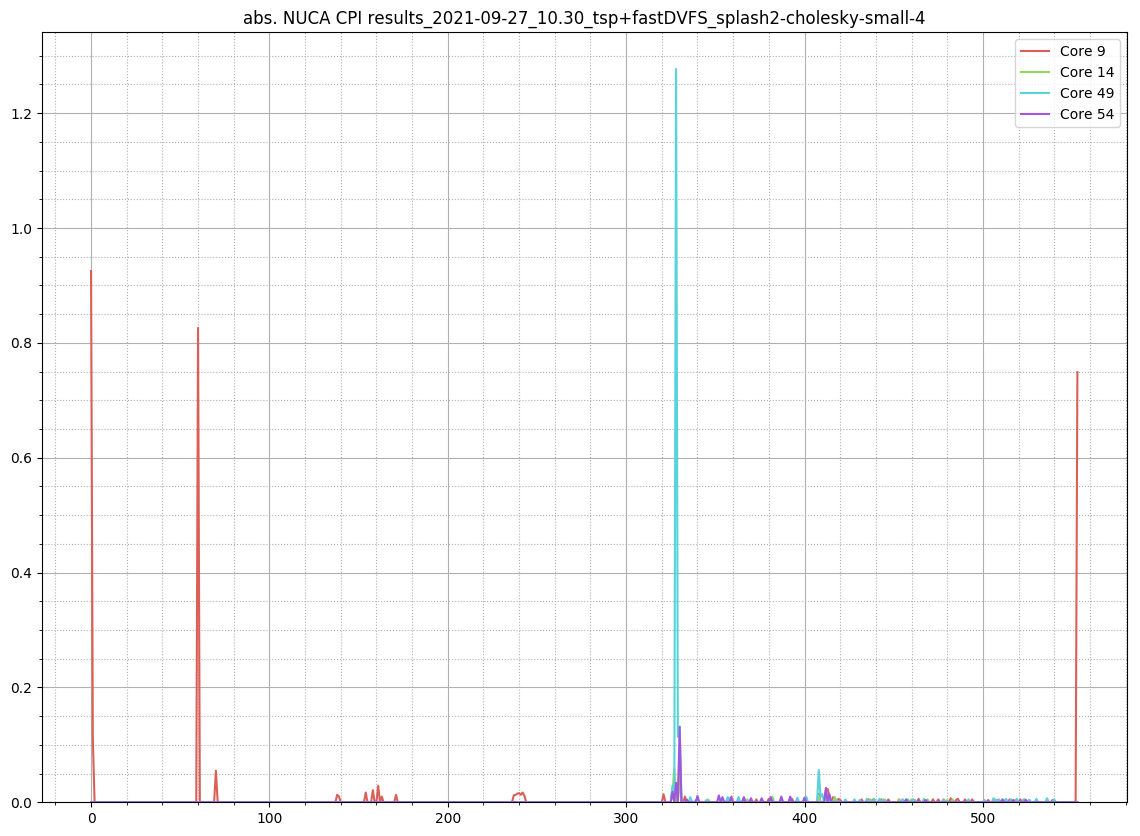 abs. NUCA CPI results_2021-09-27_10.30_tsp+fastDVFS_splash2-cholesky-small-4
Core 9
Core 14
Core 49
Core 54
1.2
1.0
0.8
0.6
0.4
0.2
0.0
0 100 200 300 400 500